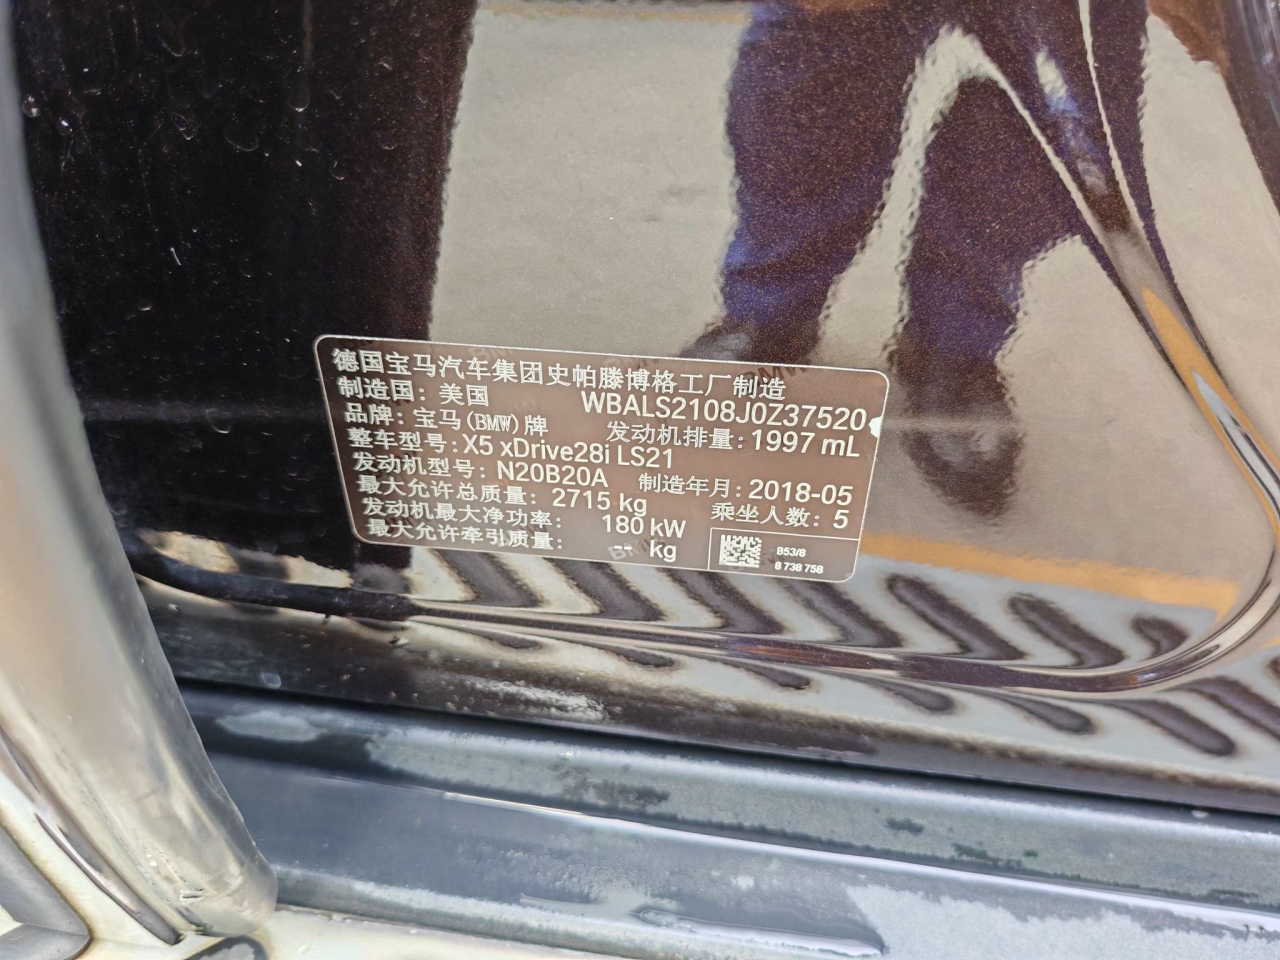 德国宝马汽车集团史帕滕博格工厂制造
制造国：美国 WBALS2108J0Z37520
品牌：宝马(BMW)牌 发动机排量：1997 mL
整车型号：X5 xDrive28i LS21
发动机型号：N20B20A 制造年月：2018-05
最大允许总质量：2715 kg 乘坐人数：5
发动机最大净功率：180 kW
最大允许牵引质量：-- kg
B53/8
8 738 758